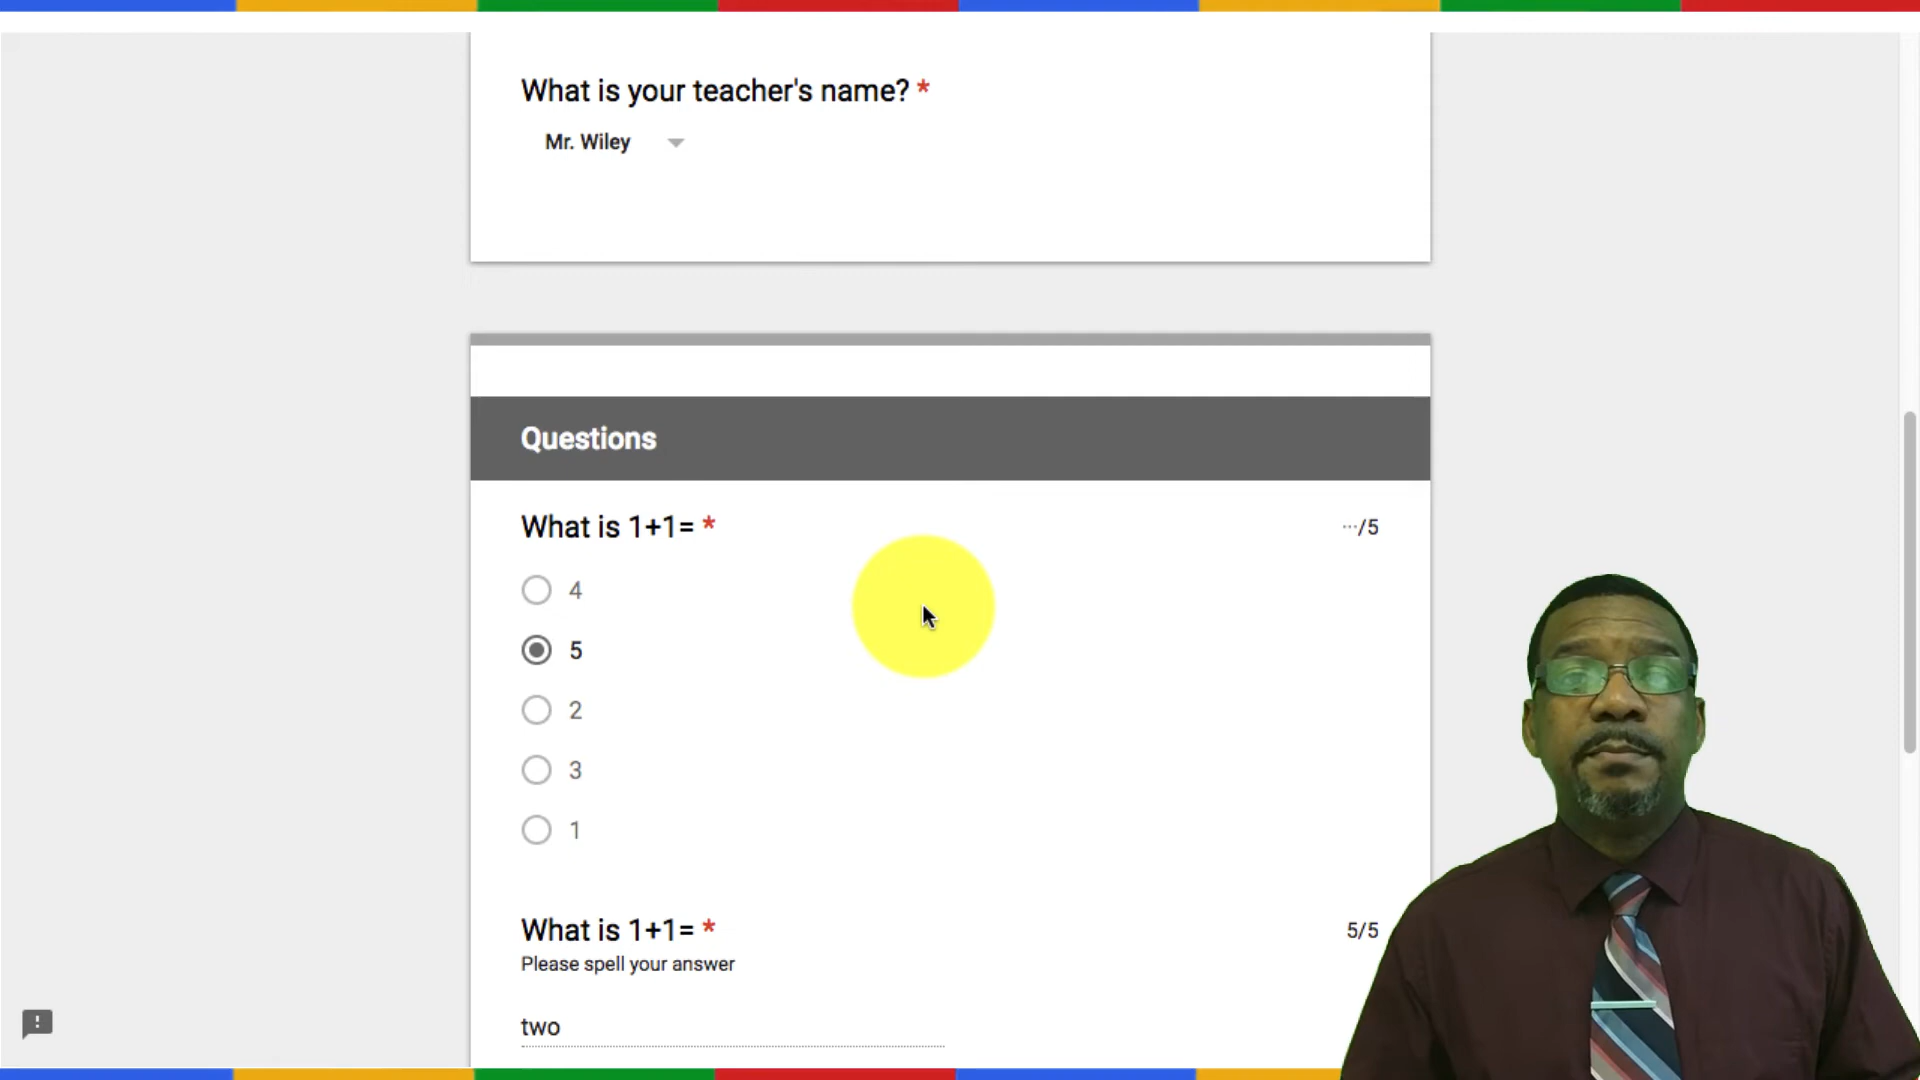 What is your teacher's name? *
Mr. Wiley
Questions
What is 1+1= *
···/5
4
5
2
3
1
What is 1+1= *
5/5
Please spell your answer
two